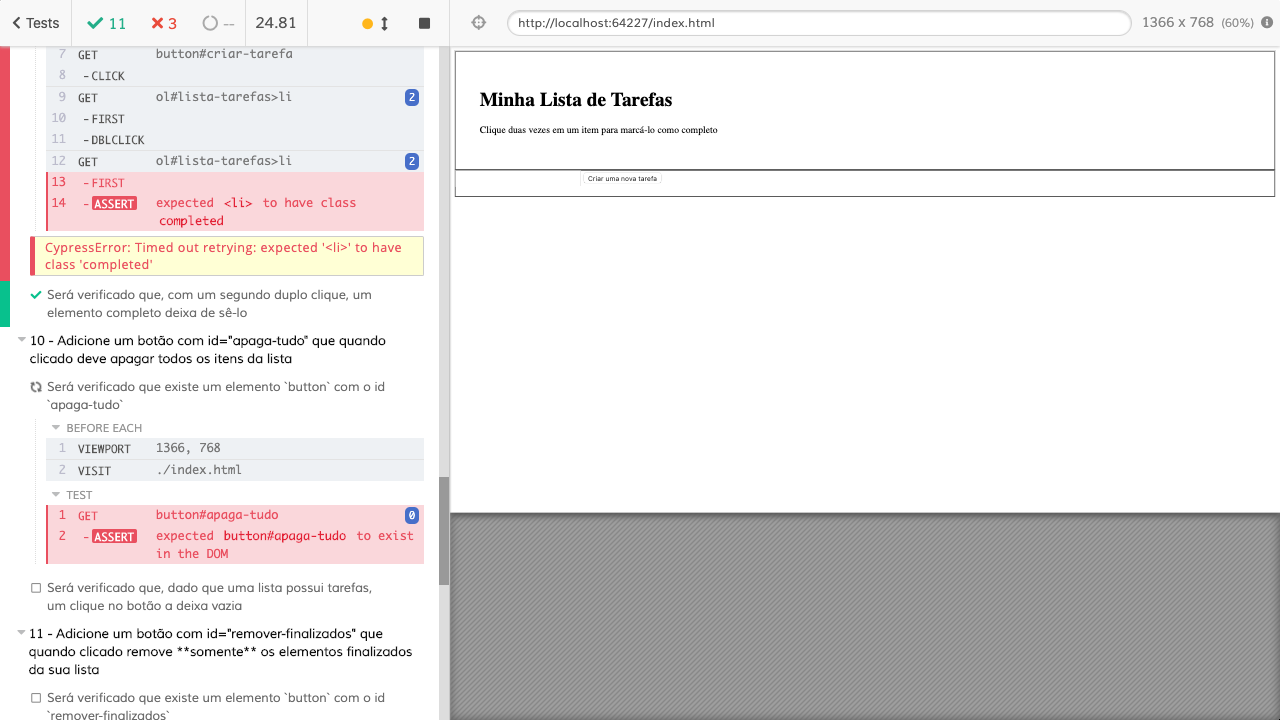 Tests
11
3
--
24.81
http://localhost:64227/index.html
1366 x 768 (60%)
7 GET button#criar-tarefa
8 -CLICK
9 GET ol#lista-tarefas>li 2
10 -FIRST
11 -DBLCLICK
12 GET ol#lista-tarefas>li 2
13 -FIRST
14 -ASSERT expected <li> to have class
completed
CypressError: Timed out retrying: expected '<li>' to have
class 'completed'
Será verificado que, com um segundo duplo clique, um
elemento completo deixa de sê-lo
10 - Adicione um botão com id="apaga-tudo" que quando
clicado deve apagar todos os itens da lista
Será verificado que existe um elemento `button` com o id
`apaga-tudo`
BEFORE EACH
1 VIEWPORT 1366, 768
2 VISIT ./index.html
TEST
1 GET button#apaga-tudo 0
2 -ASSERT expected button#apaga-tudo to exist
in the DOM
Será verificado que, dado que uma lista possui tarefas,
um clique no botão a deixa vazia
11 - Adicione um botão com id="remover-finalizados" que
quando clicado remove **somente** os elementos finalizados
da sua lista
Será verificado que existe um elemento `button` com o id
`remover-finalizados`
Minha Lista de Tarefas
Clique duas vezes em um item para marcá-lo como completo
Criar uma nova tarefa